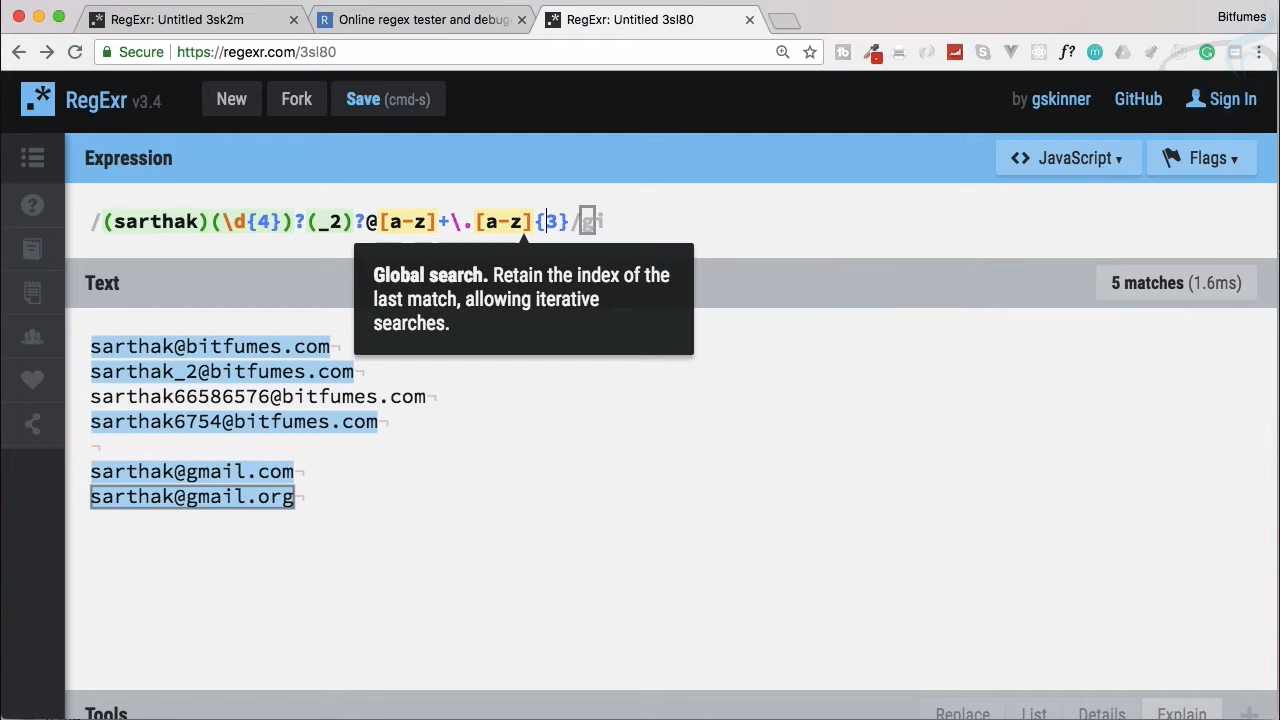 RegExr: Untitled 3sk2m
Online regex tester and debug
RegExr: Untitled 3sl80
Bitfumes
Secure
https://regexr.com/3sl80
RegExr v3.4
New
Fork
Save (cmd-s)
by gskinner
GitHub
Sign In
Expression
JavaScript
Flags
/(sarthak)(\d{4})?(_2)?@[a-z]+\.[a-z]{3}/gi
Global search. Retain the index of the
last match, allowing iterative
searches.
Text
5 matches (1.6ms)
sarthak@bitfumes.com
sarthak_2@bitfumes.com
sarthak66586576@bitfumes.com
sarthak6754@bitfumes.com
sarthak@gmail.com
sarthak@gmail.org
Tools
Replace
List
Details
Explain